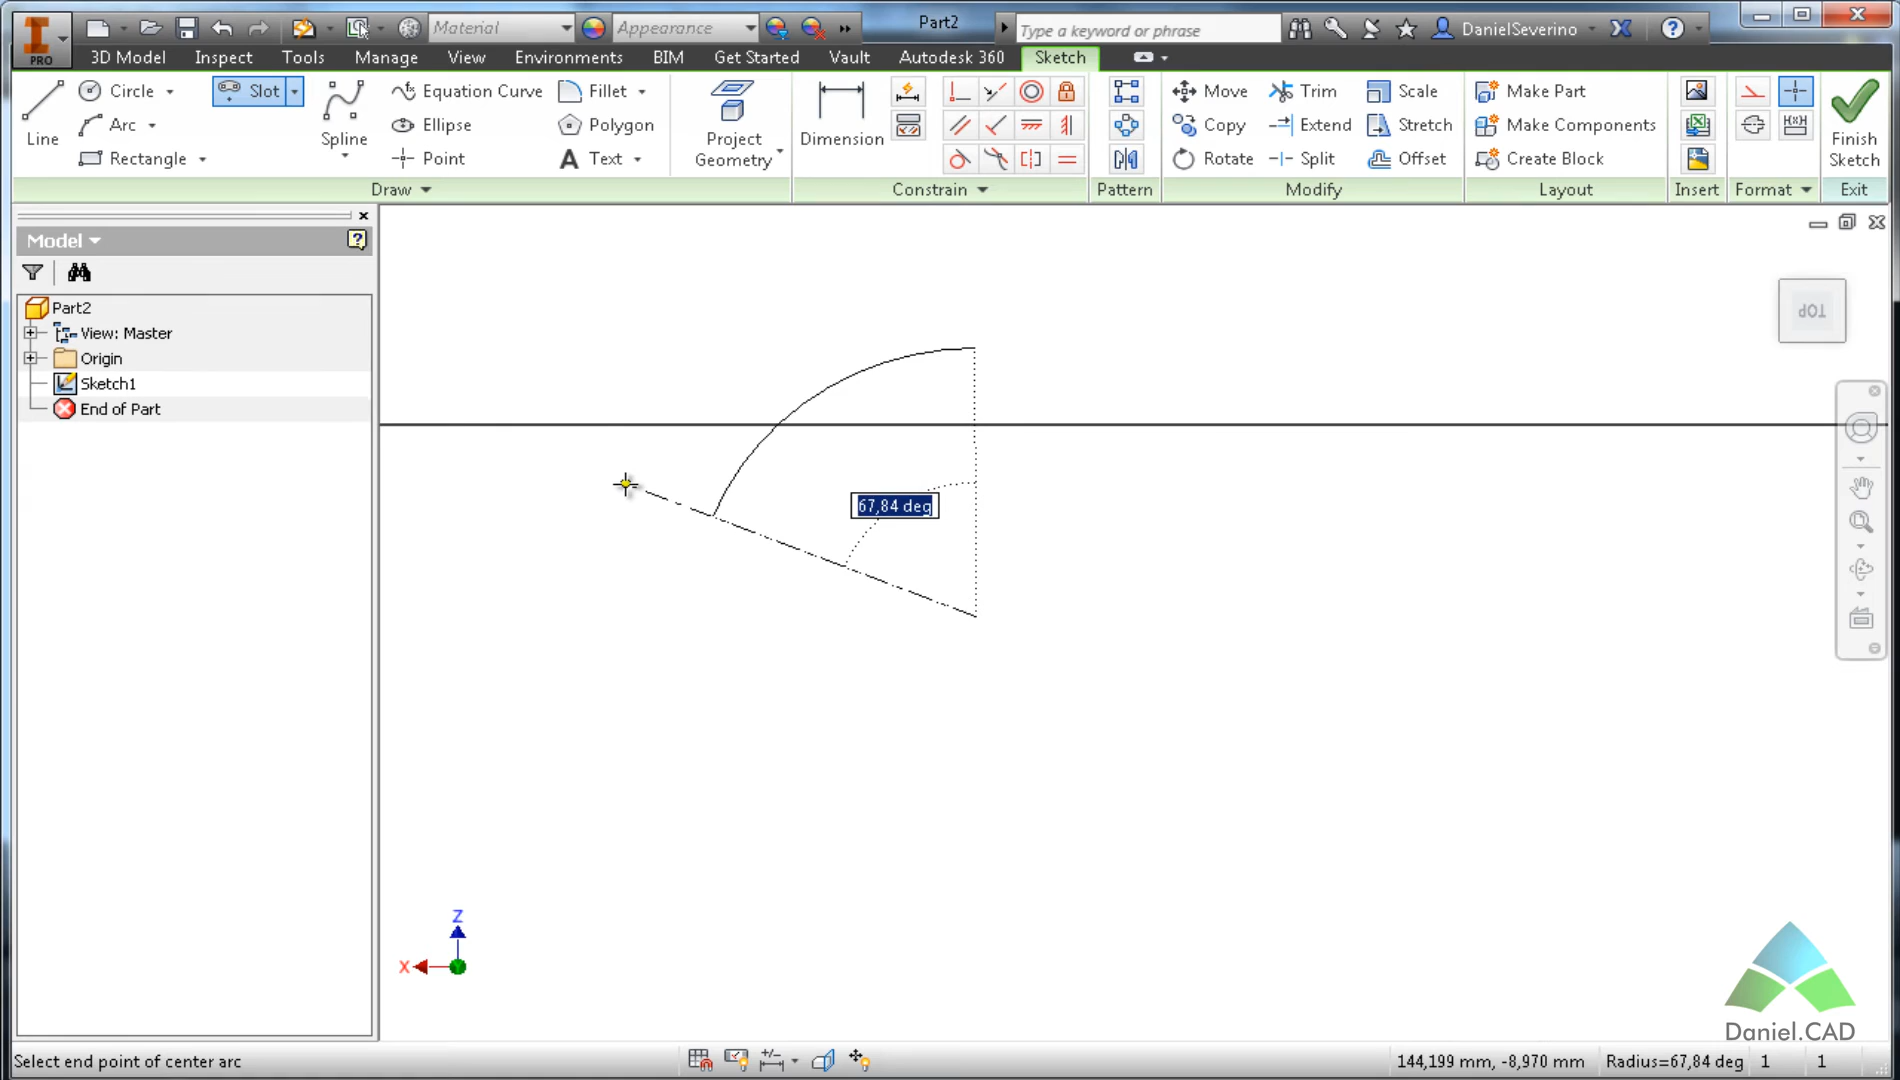 PRO
Material
Appearance
Part2
Type a keyword or phrase
DanielSeverino
3D Model
Inspect
Tools
Manage
View
Environments
BIM
Get Started
Vault
Autodesk 360
Sketch
Line
Circle
Arc
Rectangle
Slot
Spline
Equation Curve
Ellipse
Point
Fillet
Polygon
Text
Project Geometry
Dimension
Move
Copy
Rotate
Trim
Extend
Split
Scale
Stretch
Offset
Make Part
Make Components
Create Block
Finish Sketch
Draw
Constrain
Pattern
Modify
Layout
Insert
Format
Exit
Model
Part2
View: Master
Origin
Sketch1
End of Part
TOP
67,84 deg
Z
X
Daniel.CAD
Select end point of center arc
144,199 mm, -8,970 mm
Radius=67,84 deg
1
1